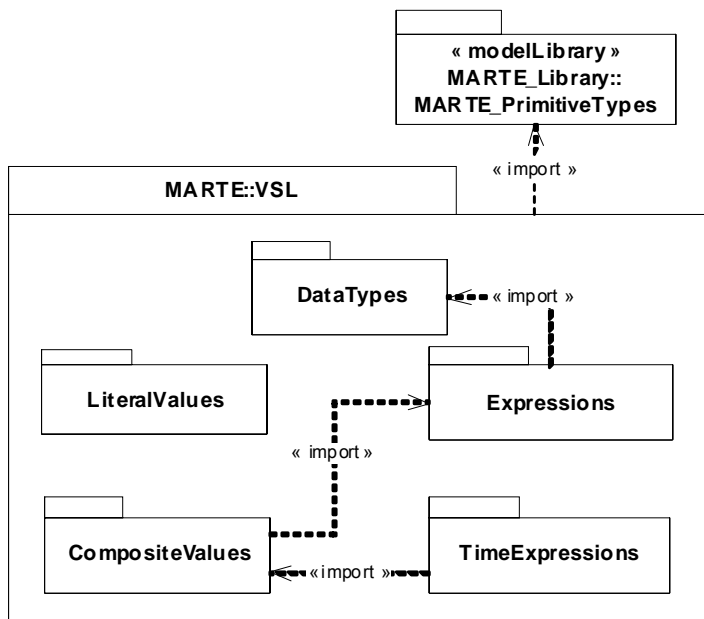 « modelLibrary »
MARTE_Library::
MARTE_PrimitiveTypes
« import »
MARTE::VSL
DataTypes
« import »
LiteralValues
Expressions
« import »
CompositeValues
« import »
TimeExpressions